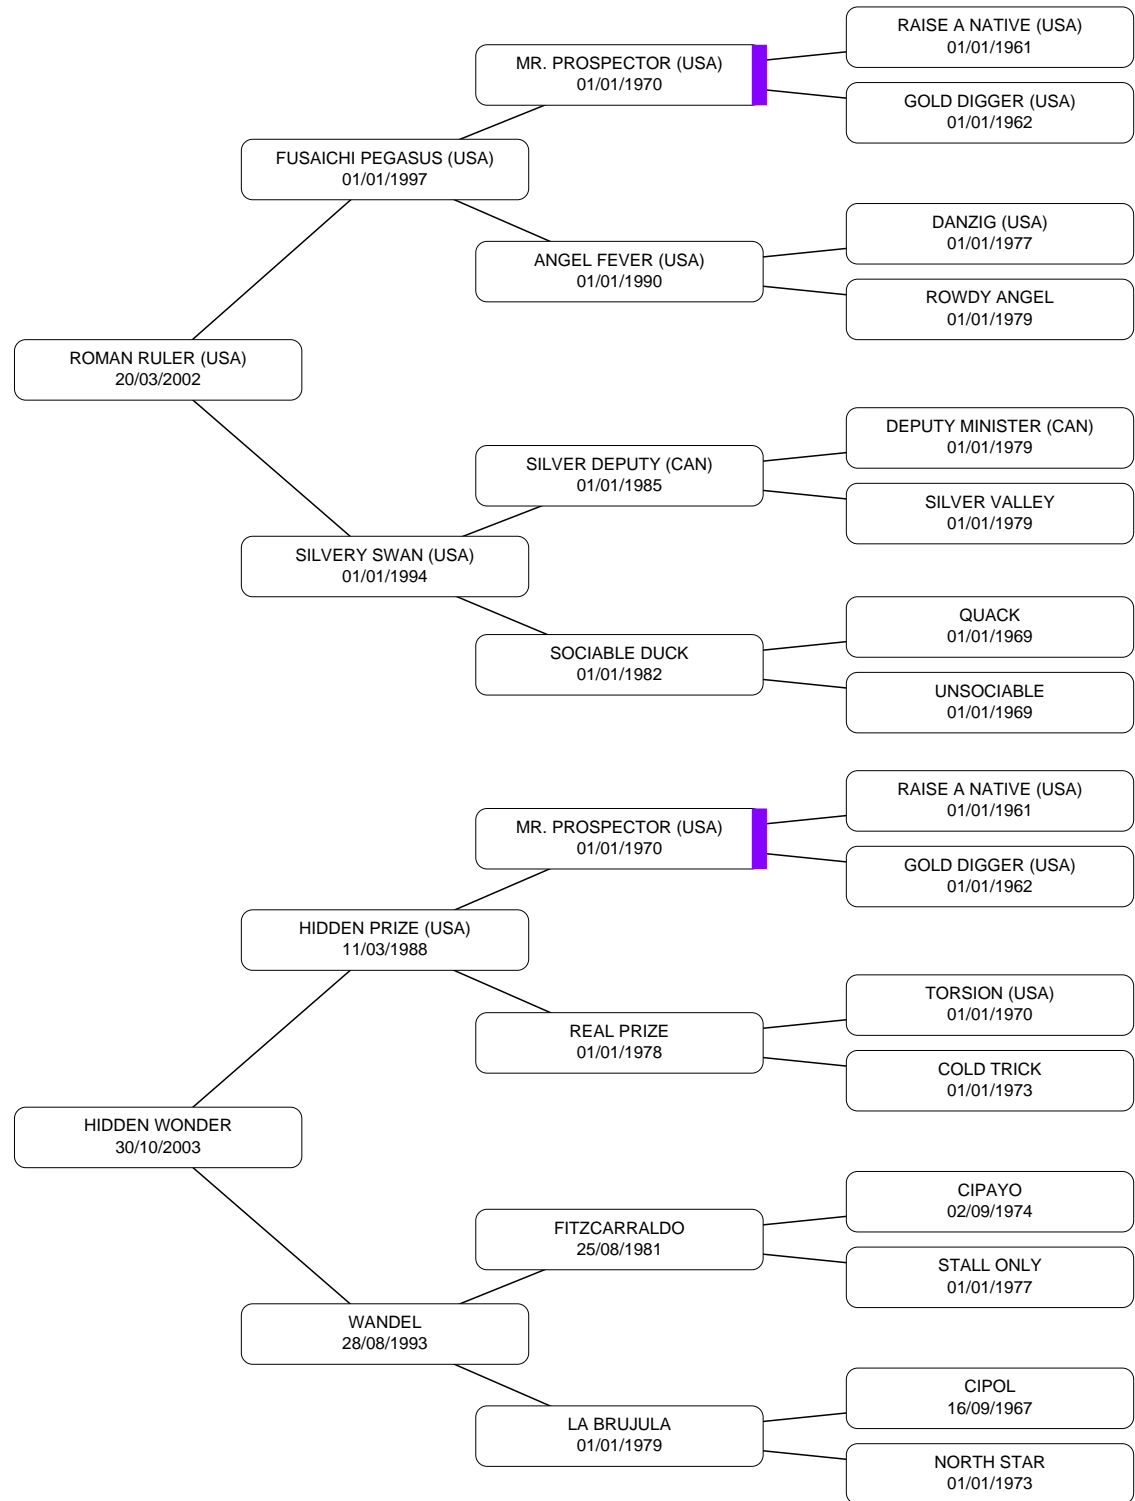 RAISE A NATIVE (USA)
01/01/1961
MR. PROSPECTOR (USA)
01/01/1970
GOLD DIGGER (USA)
01/01/1962
FUSAICHI PEGASUS (USA)
01/01/1997
DANZIG (USA)
01/01/1977
ANGEL FEVER (USA)
01/01/1990
ROWDY ANGEL
01/01/1979
ROMAN RULER (USA)
20/03/2002
DEPUTY MINISTER (CAN)
01/01/1979
SILVER DEPUTY (CAN)
01/01/1985
SILVER VALLEY
01/01/1979
SILVERY SWAN (USA)
01/01/1994
QUACK
01/01/1969
SOCIABLE DUCK
01/01/1982
UNSOCIABLE
01/01/1969
RAISE A NATIVE (USA)
01/01/1961
MR. PROSPECTOR (USA)
01/01/1970
GOLD DIGGER (USA)
01/01/1962
HIDDEN PRIZE (USA)
11/03/1988
TORSION (USA)
01/01/1970
REAL PRIZE
01/01/1978
COLD TRICK
01/01/1973
HIDDEN WONDER
30/10/2003
CIPAYO
02/09/1974
FITZCARRALDO
25/08/1981
STALL ONLY
01/01/1977
WANDEL
28/08/1993
CIPOL
16/09/1967
LA BRUJULA
01/01/1979
NORTH STAR
01/01/1973